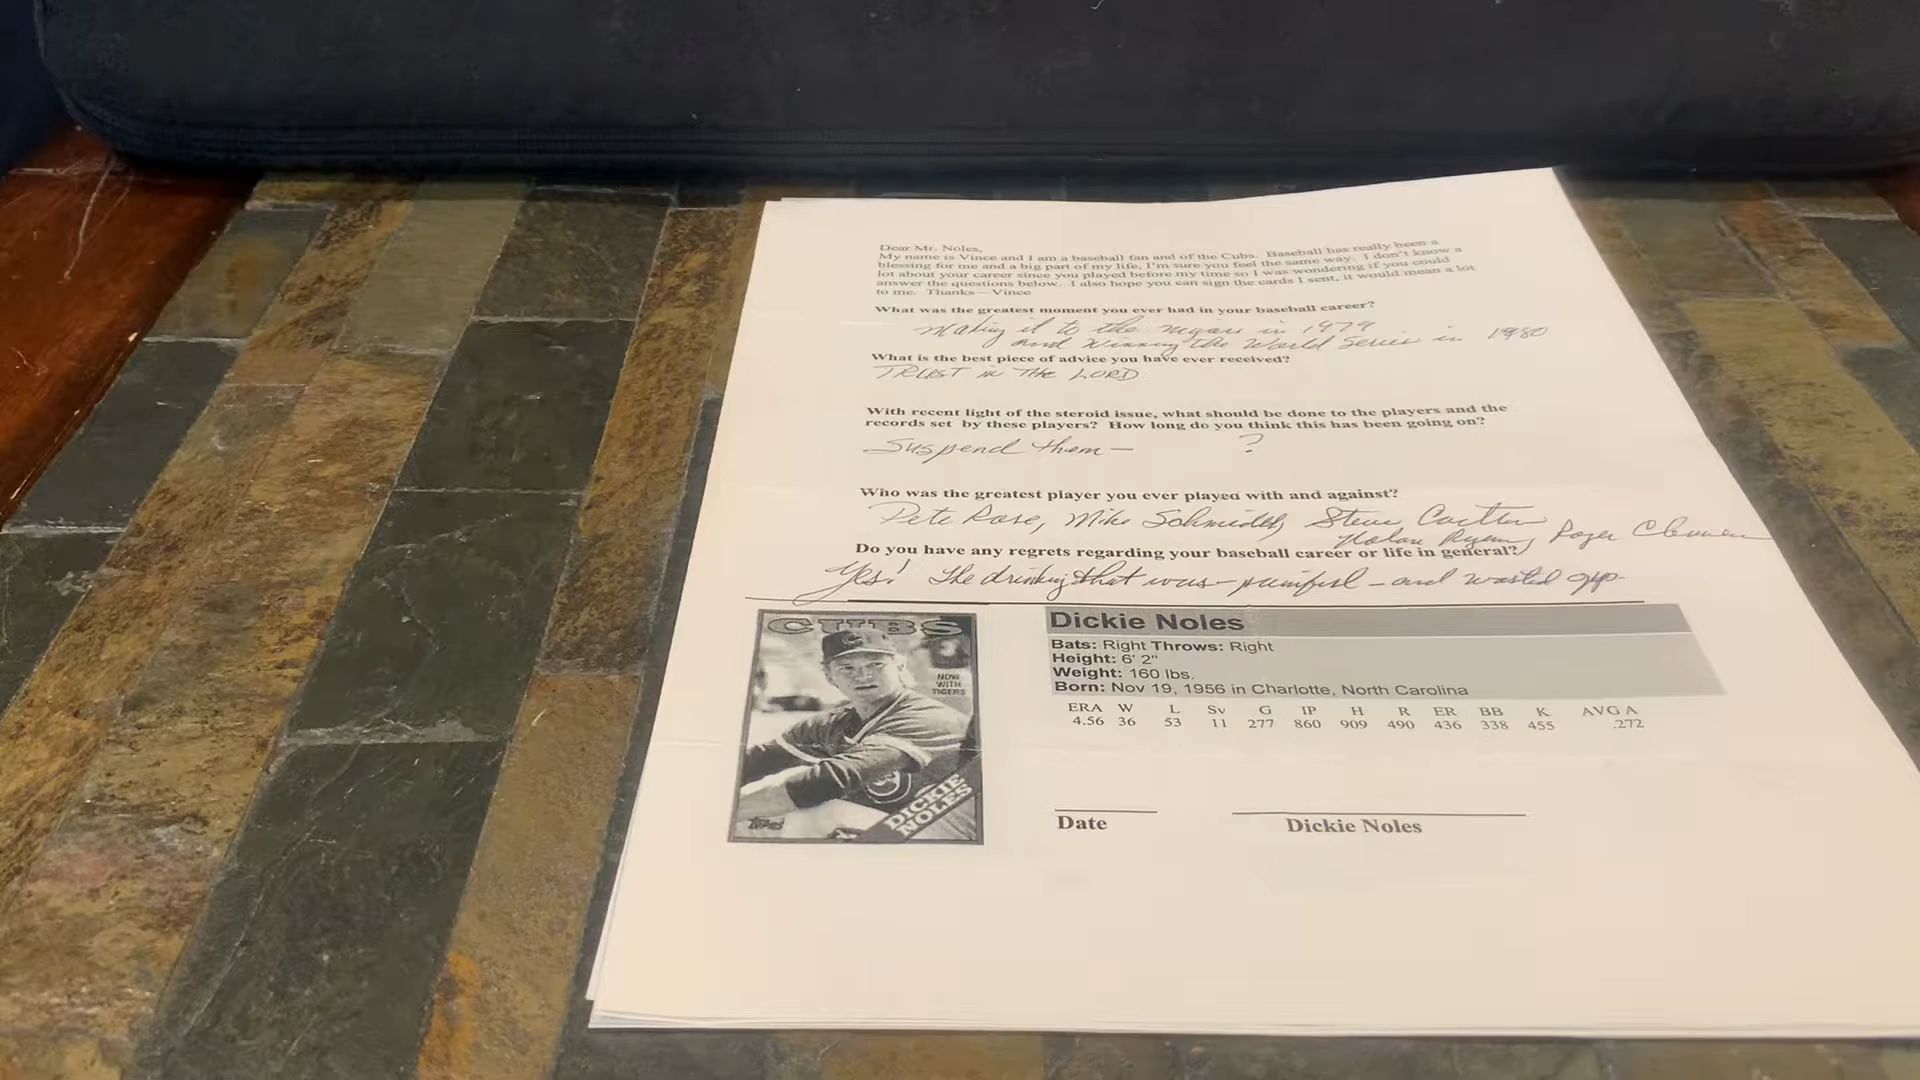 Dear Mr. Noles,
My name is Vince and I am a baseball fan and of the Cubs. Baseball has really been a
blessing for me and a big part of my life, I'm sure you feel the same way. I don't know a
lot about your career since you played before my time so I was wondering if you could
answer the questions below. I also hope you can sign the cards I sent, it would mean a lot
to me. Thanks – Vince
What was the greatest moment you ever had in your baseball career?
Making it to the majors in 1979
and Winning the World Series in 1980
What is the best piece of advice you have ever received?
TRUST in THE LORD
With recent light of the steroid issue, what should be done to the players and the
records set by these players? How long do you think this has been going on?
Suspend them — ?
Who was the greatest player you ever played with and against?
Pete Rose, Mike Schmidt, Steve Carlton
Nolan Ryan, Roger Clemens
Do you have any regrets regarding your baseball career or life in general?
Yes! The drinking that was - painful - and wasted opp.
CUBS
NOW
WITH
TIGERS
DICKIE
NOLES
Topps
Dickie Noles
Bats: Right Throws: Right
Height: 6' 2"
Weight: 160 lbs.
Born: Nov 19, 1956 in Charlotte, North Carolina
ERA W L Sv G IP H R ER BB K AVG A
4.56 36 53 11 277 860 909 490 436 338 455 .272
Date Dickie Noles